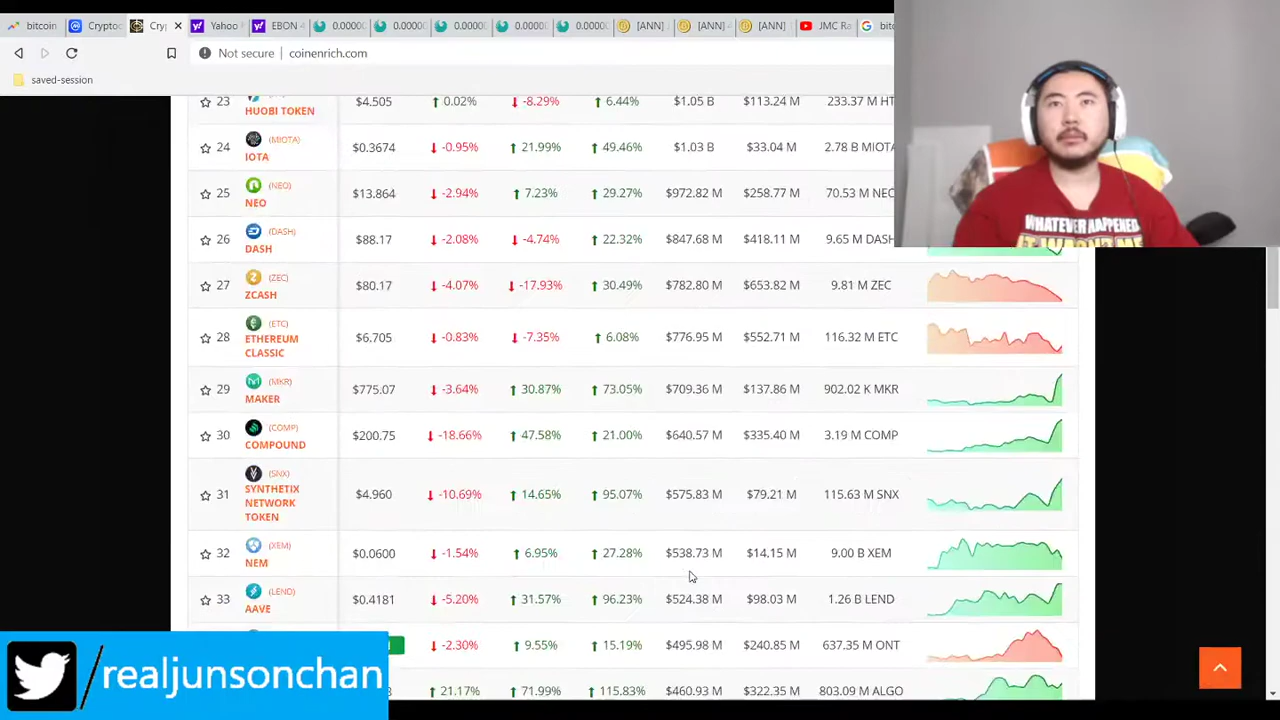 bitcoin
Crypto
Cryp
Yahoo
EBON
0.0000
0.0000
0.0000
0.0000
0.0000
[ANN]
[ANN]
[ANN]
JMC Ra
bitc
Not secure | coinenrich.com
saved-session
23 HUOBI TOKEN $4.505 0.02% -8.29% 6.44% $1.05 B $113.24 M 233.37 M HT
(MIOTA)
24 $0.3674 -0.95% 21.99% 49.46% $1.03 B $33.04 M 2.78 B MIOTA
IOTA
(NEO)
25 $13.864 -2.94% 7.23% 29.27% $972.82 M $258.77 M 70.53 M NEO
NEO
(DASH)
26 $88.17 -2.08% -4.74% 22.32% $847.68 M $418.11 M 9.65 M DASH
DASH
(ZEC)
27 $80.17 -4.07% -17.93% 30.49% $782.80 M $653.82 M 9.81 M ZEC
ZCASH
(ETC)
28 ETHEREUM $6.705 -0.83% -7.35% 6.08% $776.95 M $552.71 M 116.32 M ETC
CLASSIC
(MKR)
29 $775.07 -3.64% 30.87% 73.05% $709.36 M $137.86 M 902.02 K MKR
MAKER
(COMP)
30 $200.75 -18.66% 47.58% 21.00% $640.57 M $335.40 M 3.19 M COMP
COMPOUND
(SNX)
31 SYNTHETIX $4.960 -10.69% 14.65% 95.07% $575.83 M $79.21 M 115.63 M SNX
NETWORK
TOKEN
(XEM)
32 $0.0600 -1.54% 6.95% 27.28% $538.73 M $14.15 M 9.00 B XEM
NEM
(LEND)
33 $0.4181 -5.20% 31.57% 96.23% $524.38 M $98.03 M 1.26 B LEND
AAVE
-2.30% 9.55% 15.19% $495.98 M $240.85 M 637.35 M ONT
21.17% 71.99% 115.83% $460.93 M $322.35 M 803.09 M ALGO
WHATEVER HAPPENED
/realjunsonchan